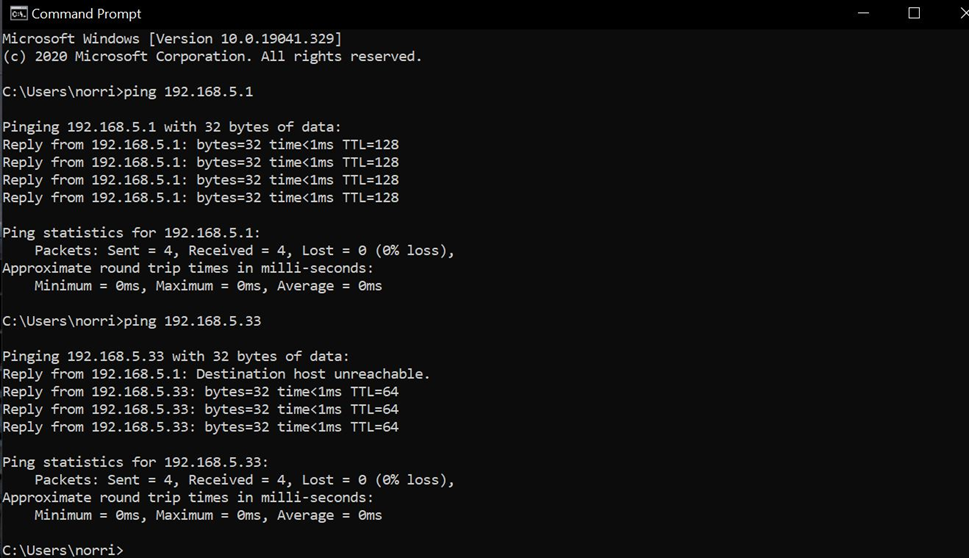 Command Prompt
Microsoft Windows [Version 10.0.19041.329]
(c) 2020 Microsoft Corporation. All rights reserved.
C:\Users\norri>ping 192.168.5.1
Pinging 192.168.5.1 with 32 bytes of data:
Reply from 192.168.5.1: bytes=32 time<1ms TTL=128
Reply from 192.168.5.1: bytes=32 time<1ms TTL=128
Reply from 192.168.5.1: bytes=32 time<1ms TTL=128
Reply from 192.168.5.1: bytes=32 time<1ms TTL=128
Ping statistics for 192.168.5.1:
    Packets: Sent = 4, Received = 4, Lost = 0 (0% loss),
Approximate round trip times in milli-seconds:
    Minimum = 0ms, Maximum = 0ms, Average = 0ms
C:\Users\norri>ping 192.168.5.33
Pinging 192.168.5.33 with 32 bytes of data:
Reply from 192.168.5.1: Destination host unreachable.
Reply from 192.168.5.33: bytes=32 time<1ms TTL=64
Reply from 192.168.5.33: bytes=32 time<1ms TTL=64
Reply from 192.168.5.33: bytes=32 time<1ms TTL=64
Ping statistics for 192.168.5.33:
    Packets: Sent = 4, Received = 4, Lost = 0 (0% loss),
Approximate round trip times in milli-seconds:
    Minimum = 0ms, Maximum = 0ms, Average = 0ms
C:\Users\norri>